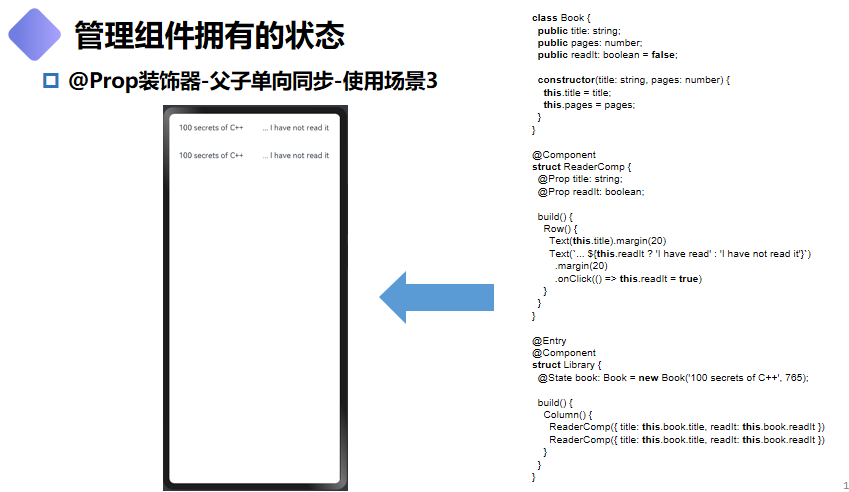 管理组件拥有的状态
@Prop装饰器-父子单向同步-使用场景3
100 secrets of C++ ... I have not read it
100 secrets of C++ ... I have not read it
class Book {
public title: string;
public pages: number;
public readIt: boolean = false;
constructor(title: string, pages: number) {
this.title = title;
this.pages = pages;
}
}
@Component
struct ReaderComp {
@Prop title: string;
@Prop readIt: boolean;
build() {
Row() {
Text(this.title).margin(20)
Text(`... ${this.readIt ? 'I have read' : 'I have not read it'}`)
.margin(20)
.onClick(() => this.readIt = true)
}
}
}
@Entry
@Component
struct Library {
@State book: Book = new Book('100 secrets of C++', 765);
build() {
Column() {
ReaderComp({ title: this.book.title, readIt: this.book.readIt })
ReaderComp({ title: this.book.title, readIt: this.book.readIt })
}
}
}
1